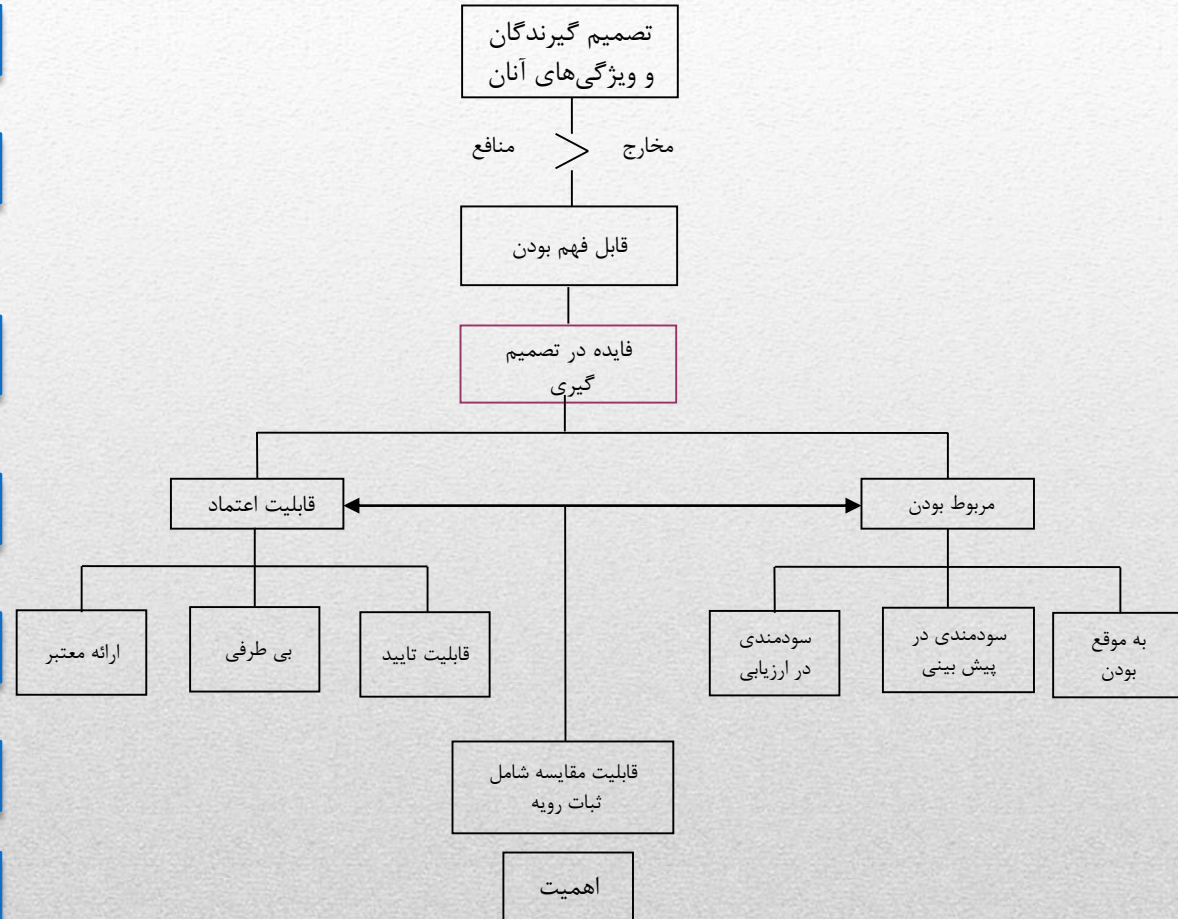 تصمیم گیرندگان
و ویژگی‌های آنان
مخارج
منافع
قابل فهم بودن
فایده در تصمیم
گیری
مربوط بودن
قابلیت اعتماد
به موقع
بودن
سودمندی در
پیش بینی
سودمندی
در ارزیابی
قابلیت تایید
بی طرفی
ارائه معتبر
قابلیت مقایسه شامل
ثبات رویه
اهمیت